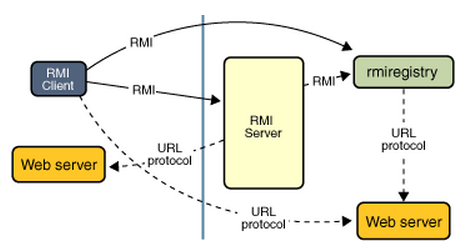 RMI
RMI
Client
RMI
RMI
Server
RMI
rmiregistry
URL
protocol
Web server
URL
protocol
URL
protocol
Web server